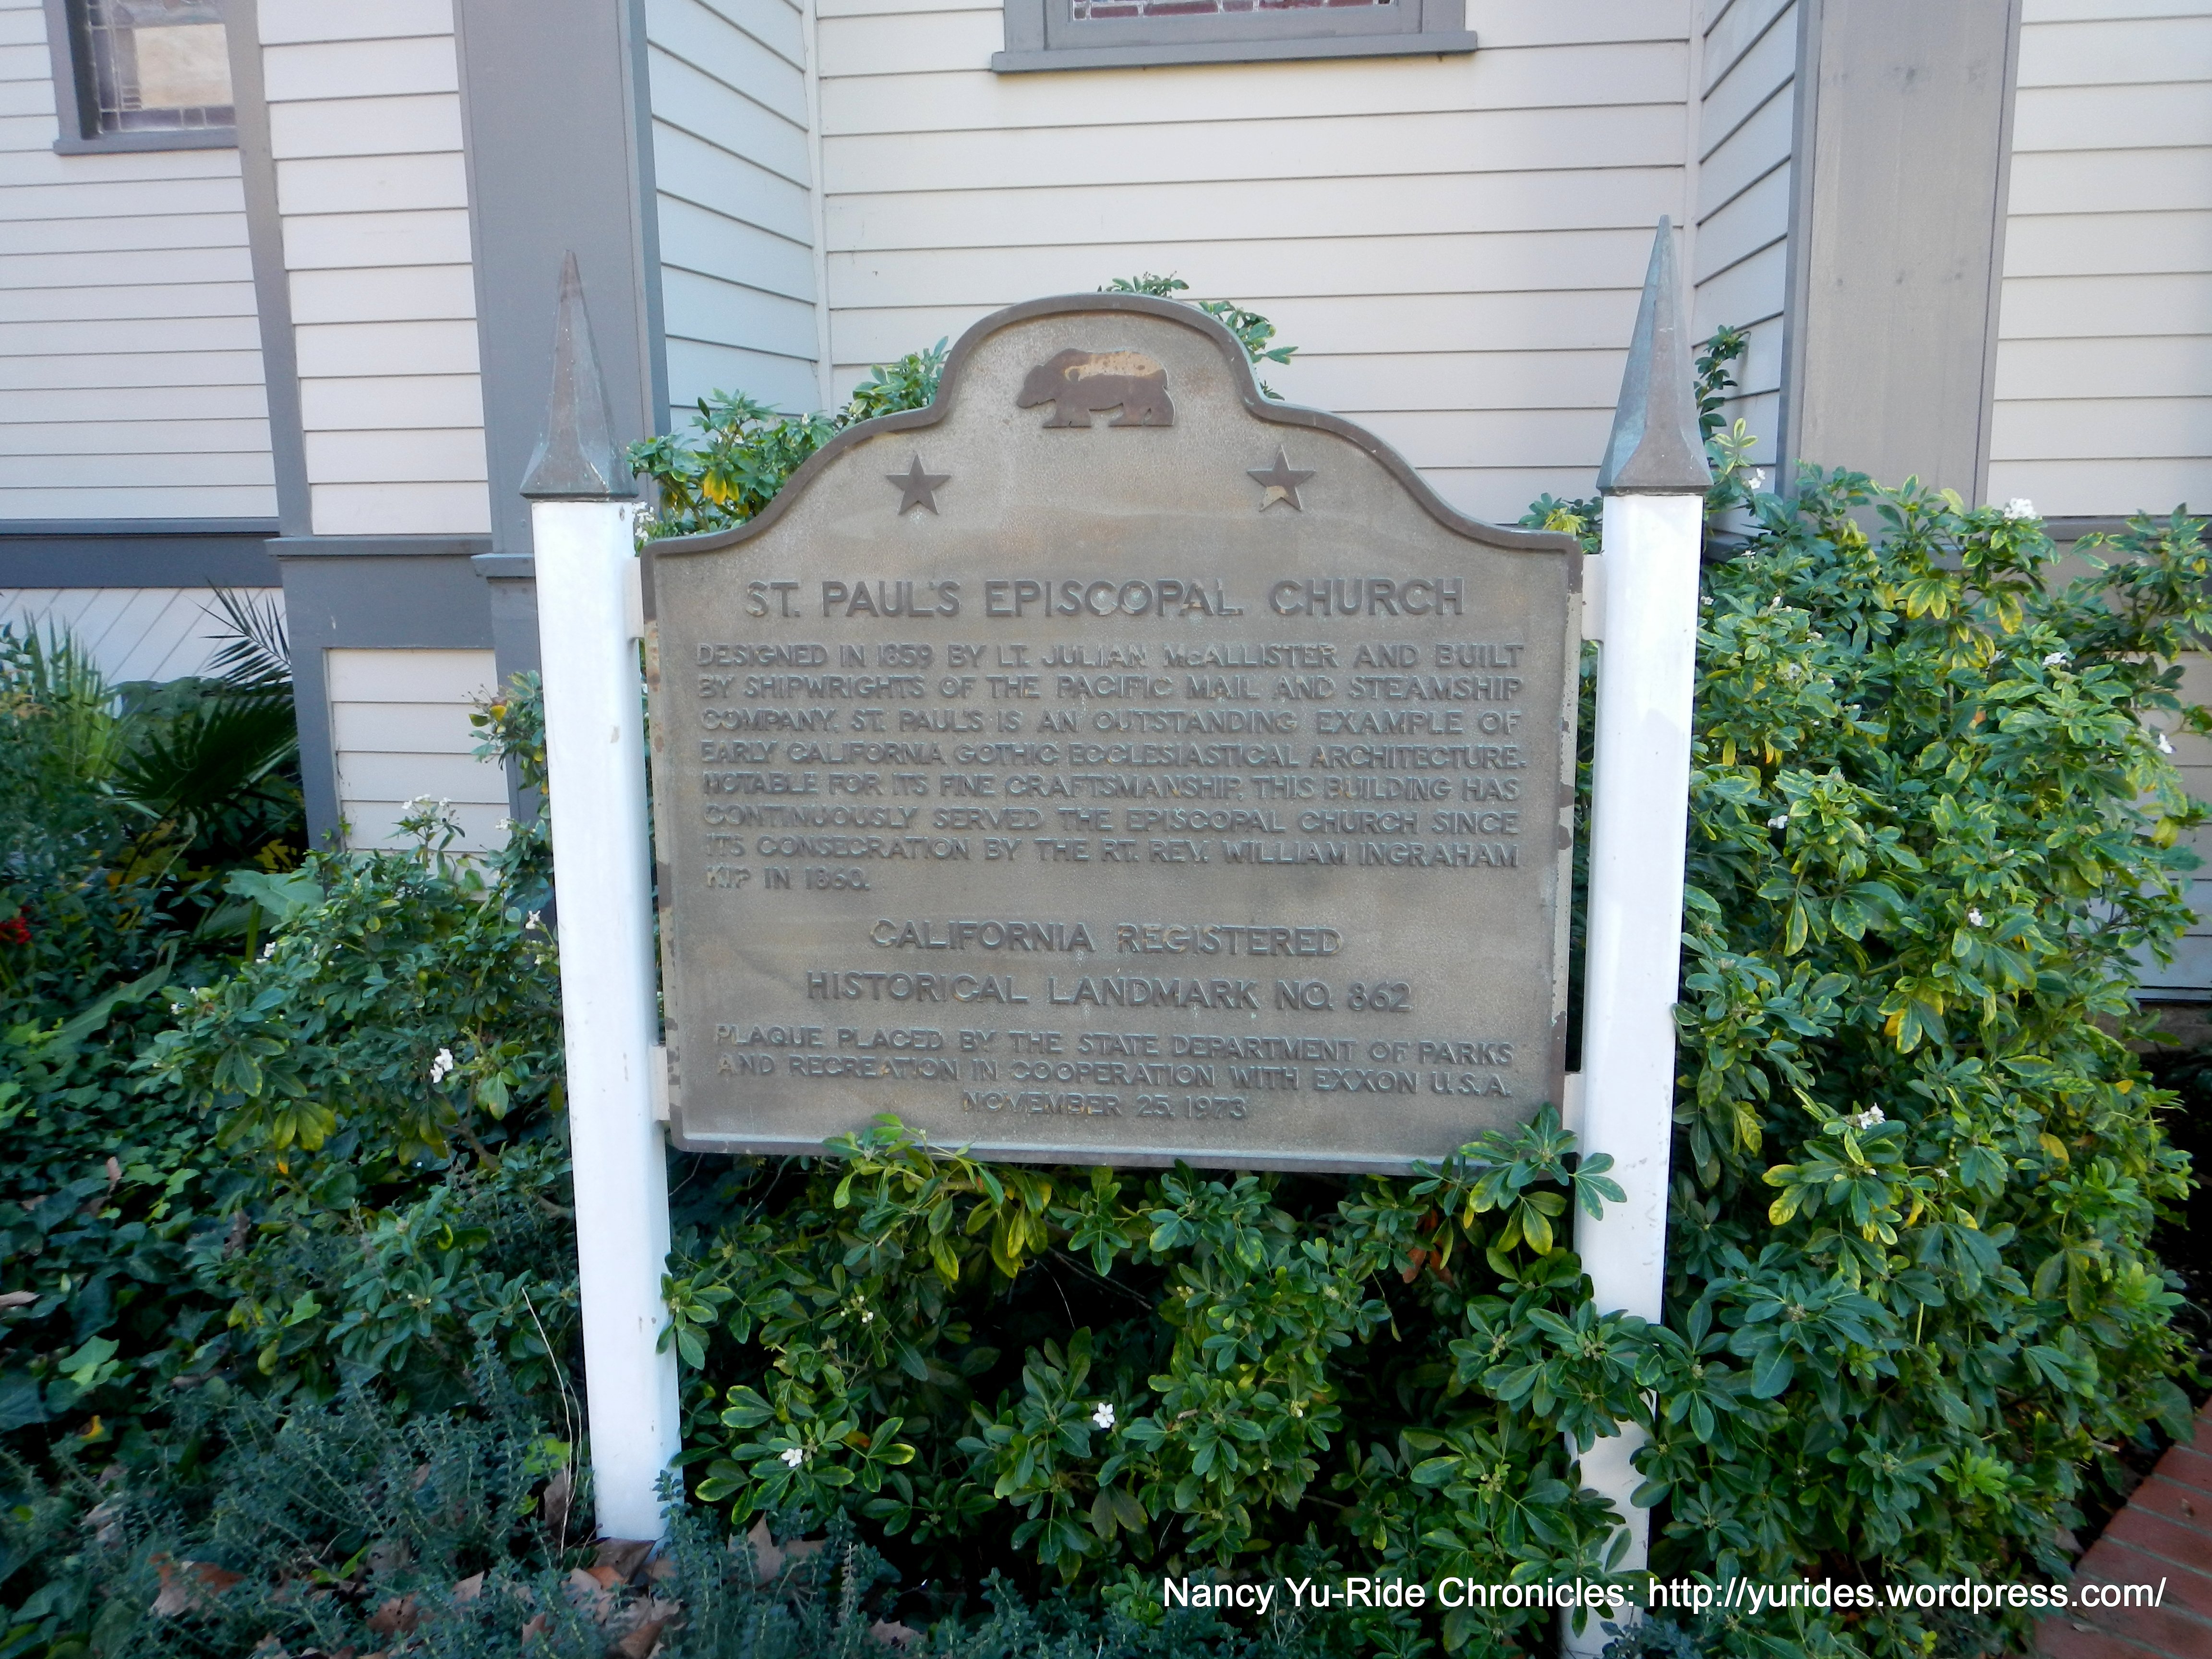 ST. PAUL'S EPISCOPAL CHURCH
DESIGNED IN 1859 BY LT. JULIAN McALLISTER AND BUILT
BY SHIPWRIGHTS OF THE PACIFIC MAIL AND STEAMSHIP
COMPANY, ST. PAUL'S IS AN OUTSTANDING EXAMPLE OF
EARLY CALIFORNIA GOTHIC ECCLESIASTICAL ARCHITECTURE.
NOTABLE FOR ITS FINE CRAFTSMANSHIP, THIS BUILDING HAS
CONTINUOUSLY SERVED THE EPISCOPAL CHURCH SINCE
ITS CONSECRATION BY THE RT. REV. WILLIAM INGRAHAM
KIP IN 1860.
CALIFORNIA REGISTERED
HISTORICAL LANDMARK NO. 862
PLAQUE PLACED BY THE STATE DEPARTMENT OF PARKS
AND RECREATION IN COOPERATION WITH EXXON U.S.A.
NOVEMBER 25, 1973
Nancy Yu-Ride Chronicles: http://yurides.wordpress.com/